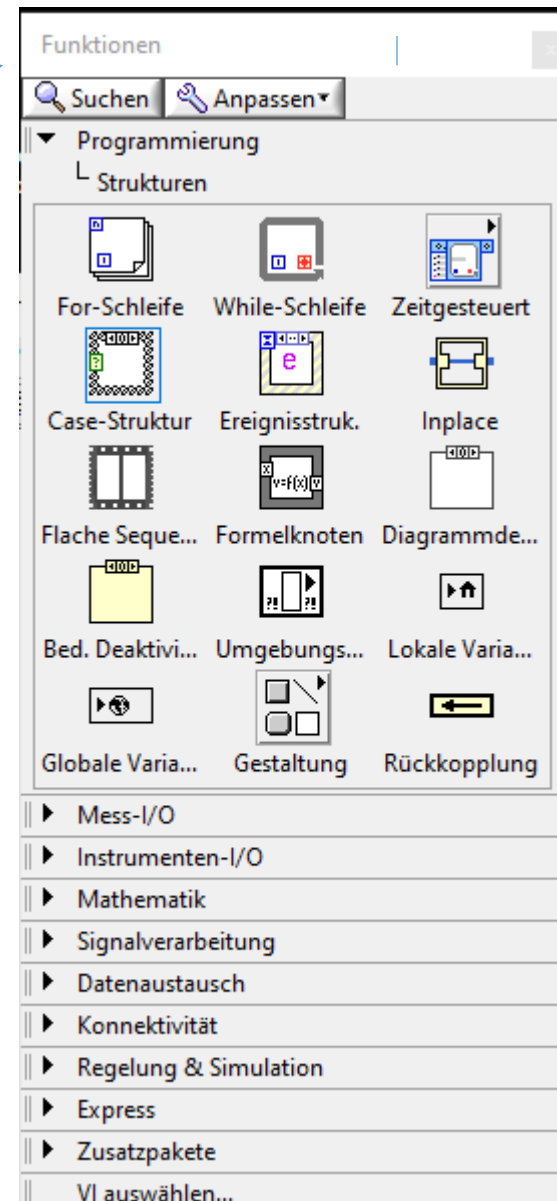 Funktionen
Suchen Anpassen
Programmierung
Strukturen
For-Schleife While-Schleife Zeitgesteuert
Case-Struktur Ereignisstruk. Inplace
Flache Seque... Formelknoten Diagrammde...
Bed. Deaktivi... Umgebungs... Lokale Varia...
Globale Varia... Gestaltung Rückkopplung
Mess-I/O
Instrumenten-I/O
Mathematik
Signalverarbeitung
Datenaustausch
Konnektivität
Regelung & Simulation
Express
Zusatzpakete
VI auswählen...